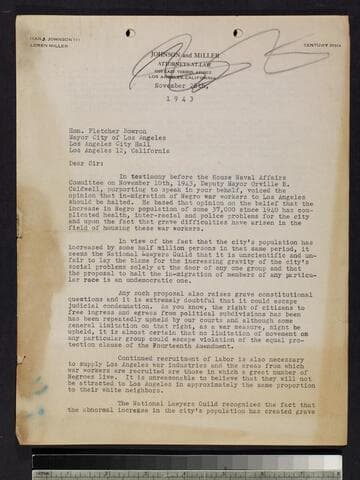 IVAN J. JOHNSON III
LOREN MILLER
JOHNSON and MILLER
ATTORNEYS-AT-LAW
LOS ANGELES, CALIFORNIA
CENTURY
November
1943
Hon. Fletcher Bowron
Mayor City of Los Angeles
Los Angeles City Hall
Los Angeles 12, California
Dear Sir:
In testimony before the House Naval Affairs
Committee on November 10th, 1943, Deputy Mayor Orville R.
Caldwell, purporting to speak in your behalf, voiced the
opinion that in-migration of Negro war workers to Los Angeles
should be halted. He based that opinion on the belief that the
increase in Negro population of some 37,000 since 1940 has com-
plicated health, inter-racial and police problems for the city
and upon the fact that grave difficulties have arisen in the
field of housing these war workers.
In view of the fact that the city's population has
increased by some half million persons in that same period, it
seems the National Lawyers Guild that it is unscientific and un-
fair to lay the blame for the increasing gravity of the city's
social problems solely at the door of any one group and that
the proposal to halt the in-migration of members of any particu-
lar race is an undemocratic one.
Any such proposal also raises grave constitutional
questions and it is extremely doubtful that it could escape
judicial condemnation. As you know, the right of citizens to
free ingress and egress from political subdivisions has been
has been repeatedly upheld by our courts and although some
general limitation on that right, as a war measure, might be
upheld, it is almost certain that no limitation of movement on
any particular group could escape violation of the equal pro-
tection clause of the Fourteenth Amendment.
Continued recruitment of labor is also necessary
to supply Los Angeles war industries and the areas from which
war workers are recruited are those in which a great number of
Negroes live. It is unreasonable to believe that they will not
be attracted to Los Angeles in approximately the same proportion
to their white neighbors.
The National Lawyers Guild recognizes the fact that
the abnormal increase in the city's population has created grave